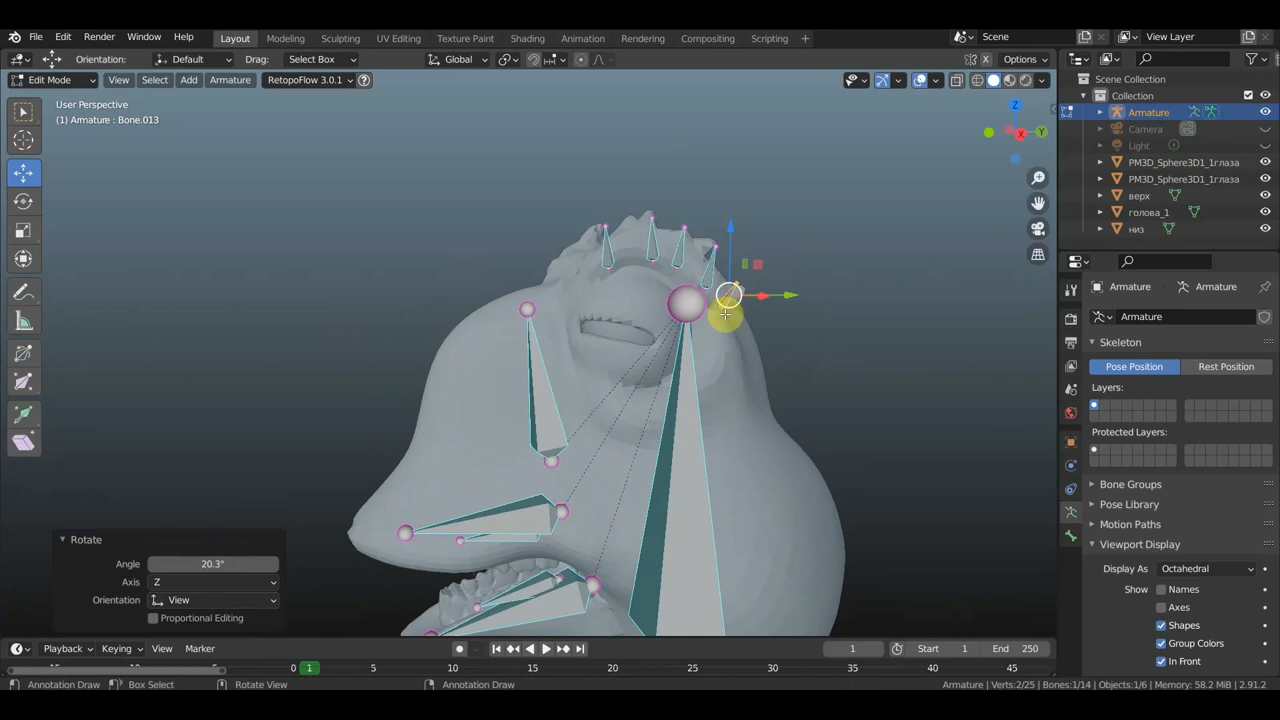 File Edit Render Window Help Layout Modeling Sculpting UV Editing Texture Paint Shading Animation Rendering Compositing Scripting + Scene View Layer
Orientation: Default Drag: Select Box Global X Options
Edit Mode View Select Add Armature RetopoFlow 3.0.1 ?
User Perspective
(1) Armature : Bone.013
Z
Y
X
Scene Collection
Collection
Armature
Camera
Light
PM3D_Sphere3D1_1глаза
PM3D_Sphere3D1_1глаза
верх
голова_1
низ
Armature Armature
Armature
Skeleton
Pose Position Rest Position
Layers:
Protected Layers:
Bone Groups
Pose Library
Motion Paths
Viewport Display
Display As Octahedral
Show Names
Axes
Shapes
Group Colors
In Front
Rotate
Angle 20.3°
Axis Z
Orientation View
Proportional Editing
Playback Keying View Marker 1 Start 1 End 250
0 1 5 10 15 20 25 30 35 40 45
Annotation Draw Box Select Rotate View Annotation Draw Armature | Verts:2/25 | Bones:1/14 | Objects:1/6 | Memory: 58.2 MiB | 2.91.2